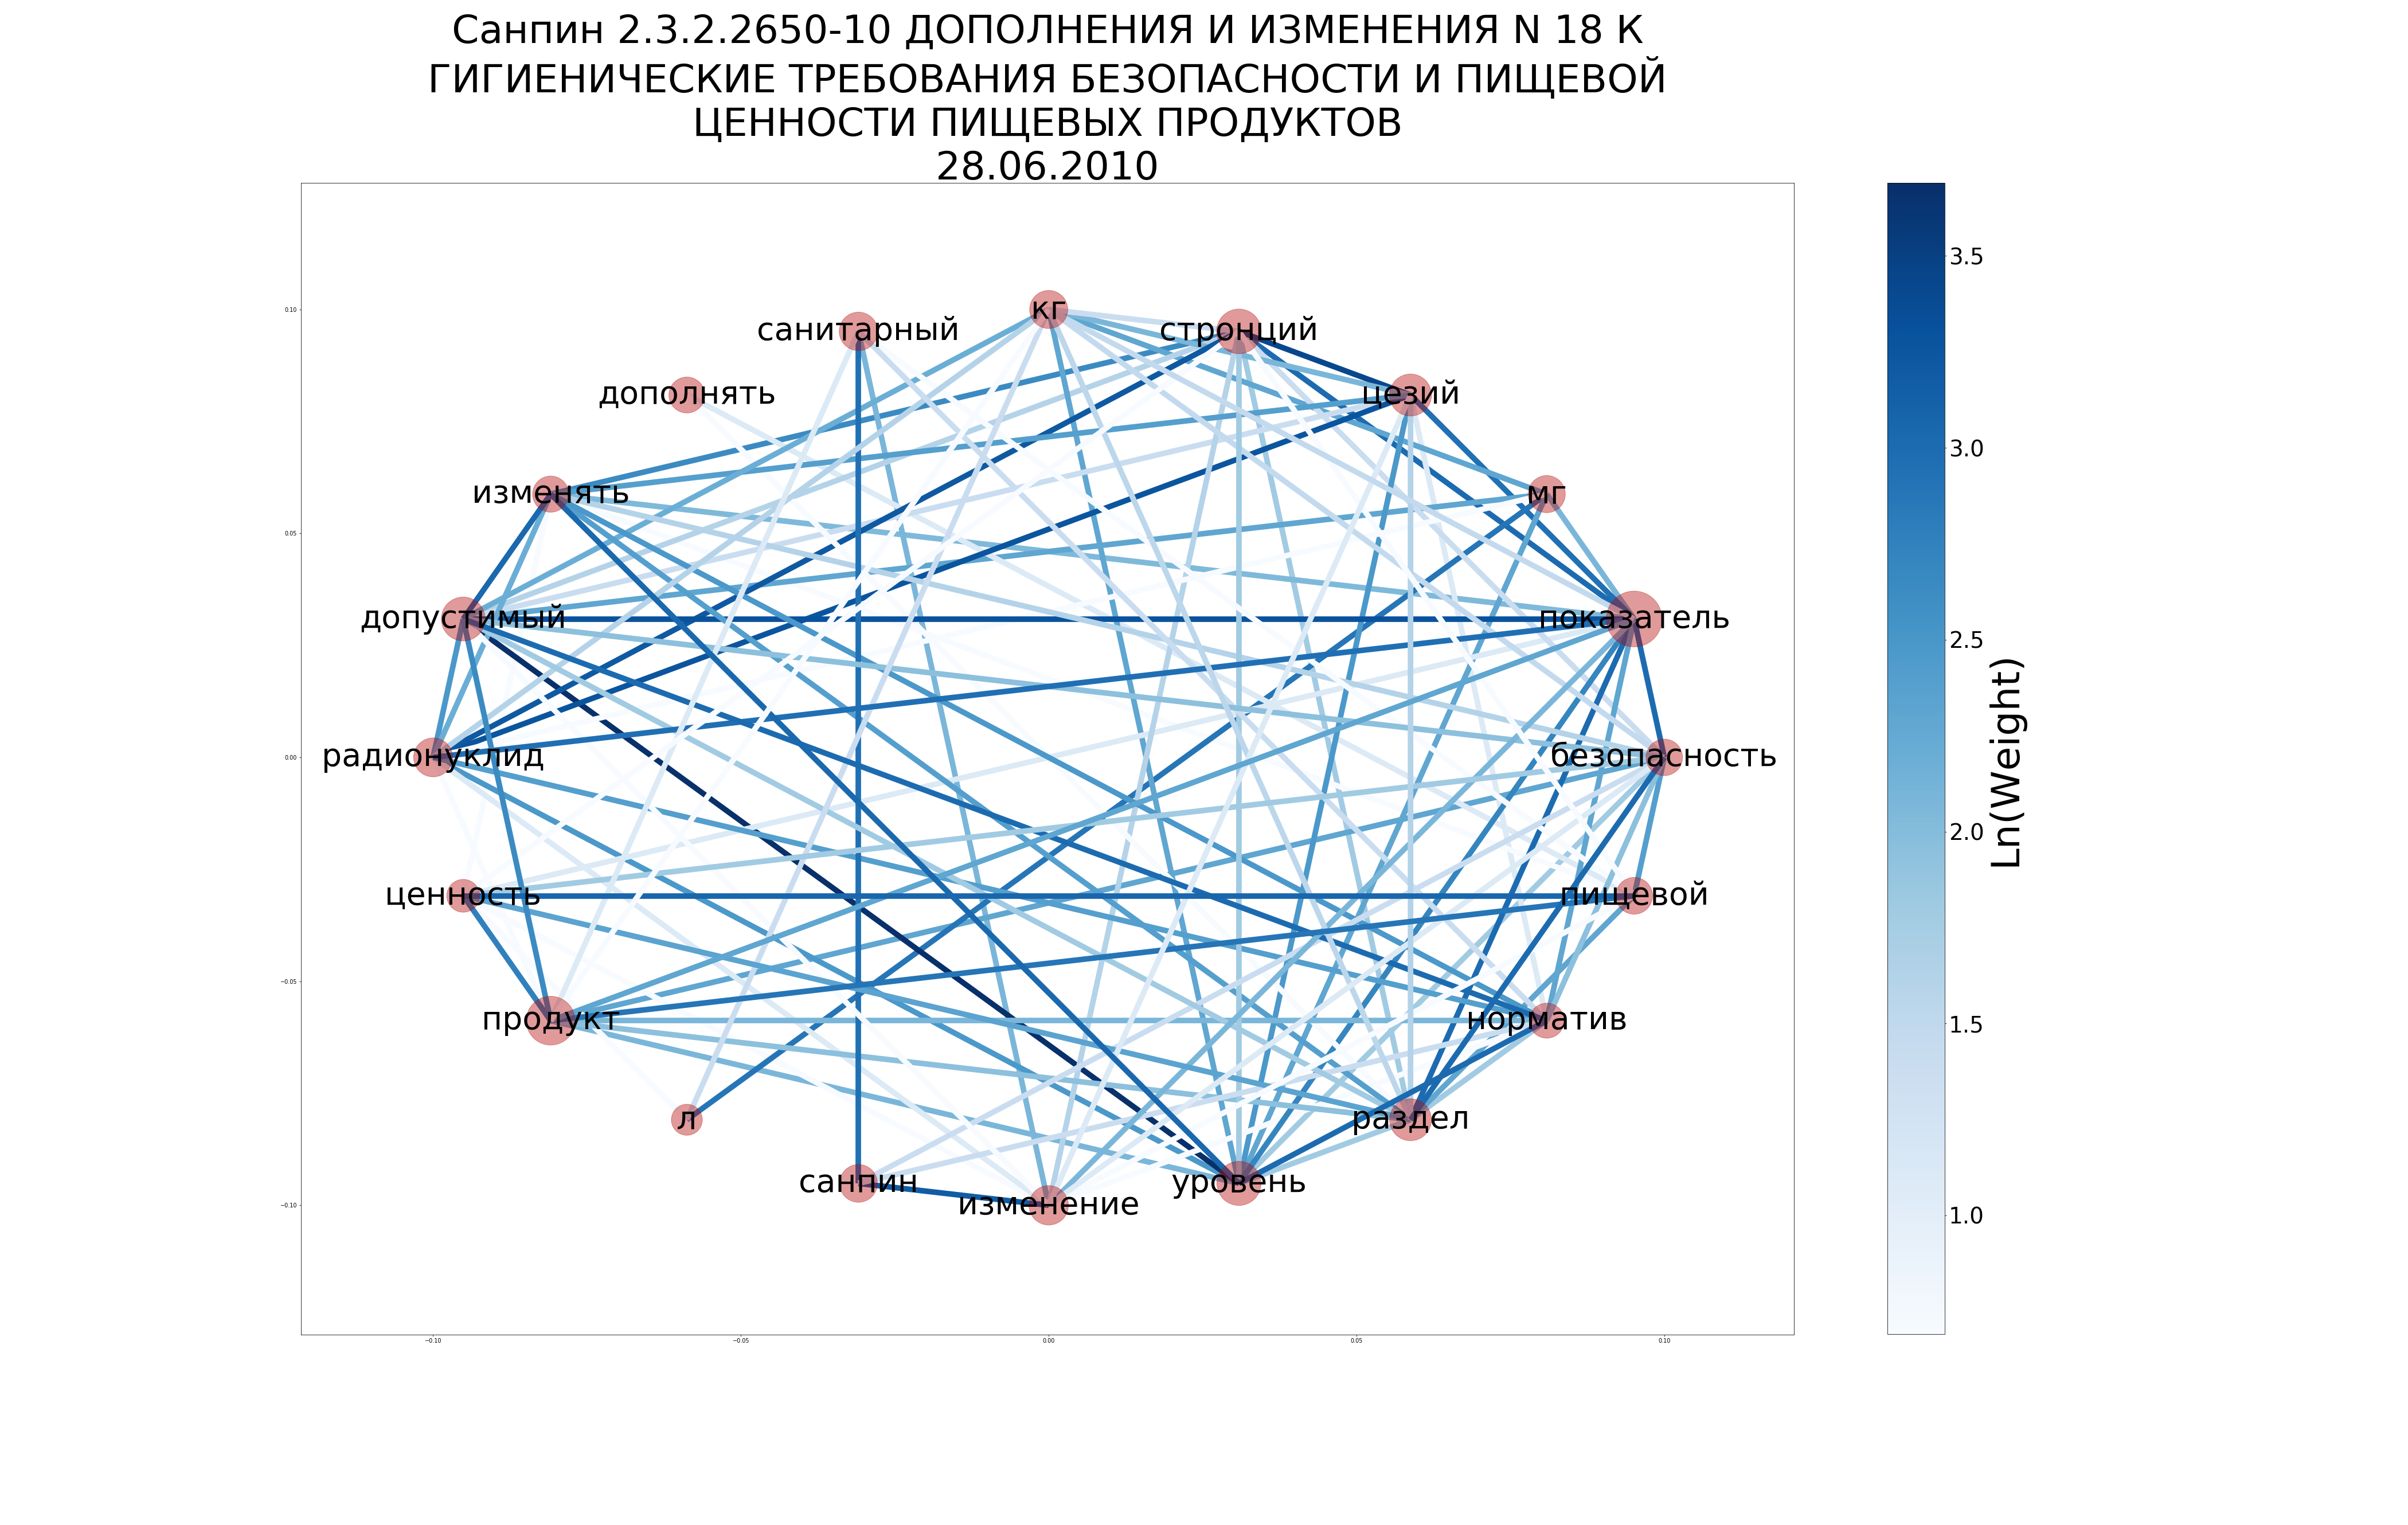 Санпин 2.3.2.2650-10 ДОПОЛНЕНИЯ И ИЗМЕНЕНИЯ N 18 К
ГИГИЕНИЧЕСКИЕ ТРЕБОВАНИЯ БЕЗОПАСНОСТИ И ПИЩЕВОЙ
ЦЕННОСТИ ПИЩЕВЫХ ПРОДУКТОВ
28.06.2010
кг
санитарный
стронций
дополнять
цезий
изменять
мг
допустимый
показатель
радионуклид
безопасность
ценность
пищевой
продукт
норматив
л
раздел
санпин
уровень
изменение
0.10
0.05
0.00
−0.05
−0.10
−0.10
−0.05
0.00
0.05
0.10
3.5
3.0
2.5
2.0
1.5
1.0
Ln(Weight)